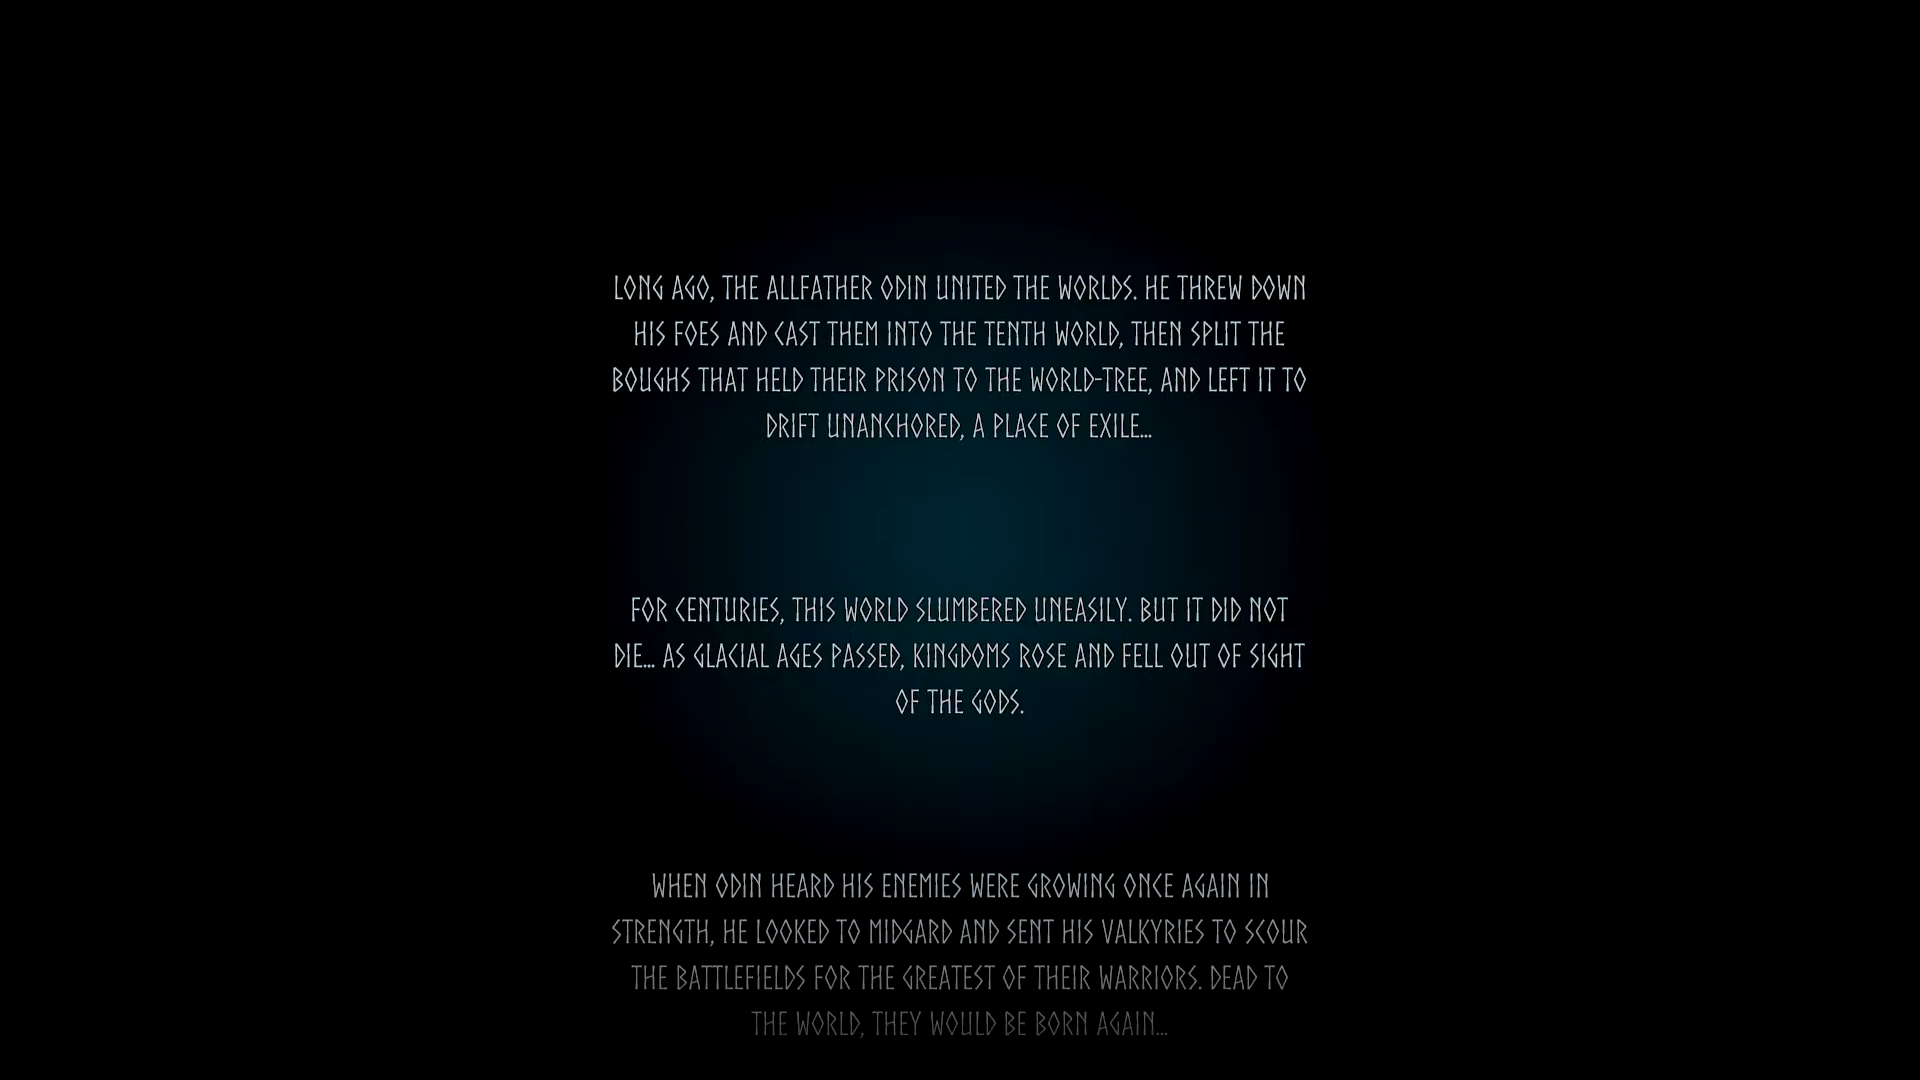 LONG AGO, THE ALLFATHER ODIN UNITED THE WORLDS. HE THREW DOWN
HIS FOES AND CAST THEM INTO THE TENTH WORLD, THEN SPLIT THE
BOUGHS THAT HELD THEIR PRISON TO THE WORLD-TREE, AND LEFT IT TO
DRIFT UNANCHORED, A PLACE OF EXILE...
FOR CENTURIES, THIS WORLD SLUMBERED UNEASILY. BUT IT DID NOT
DIE... AS GLACIAL AGES PASSED, KINGDOMS ROSE AND FELL OUT OF SIGHT
OF THE GODS.
WHEN ODIN HEARD HIS ENEMIES WERE GROWING ONCE AGAIN IN
STRENGTH, HE LOOKED TO MIDGARD AND SENT HIS VALKYRIES TO SCOUR
THE BATTLEFIELDS FOR THE GREATEST OF THEIR WARRIORS. DEAD TO
THE WORLD, THEY WOULD BE BORN AGAIN...